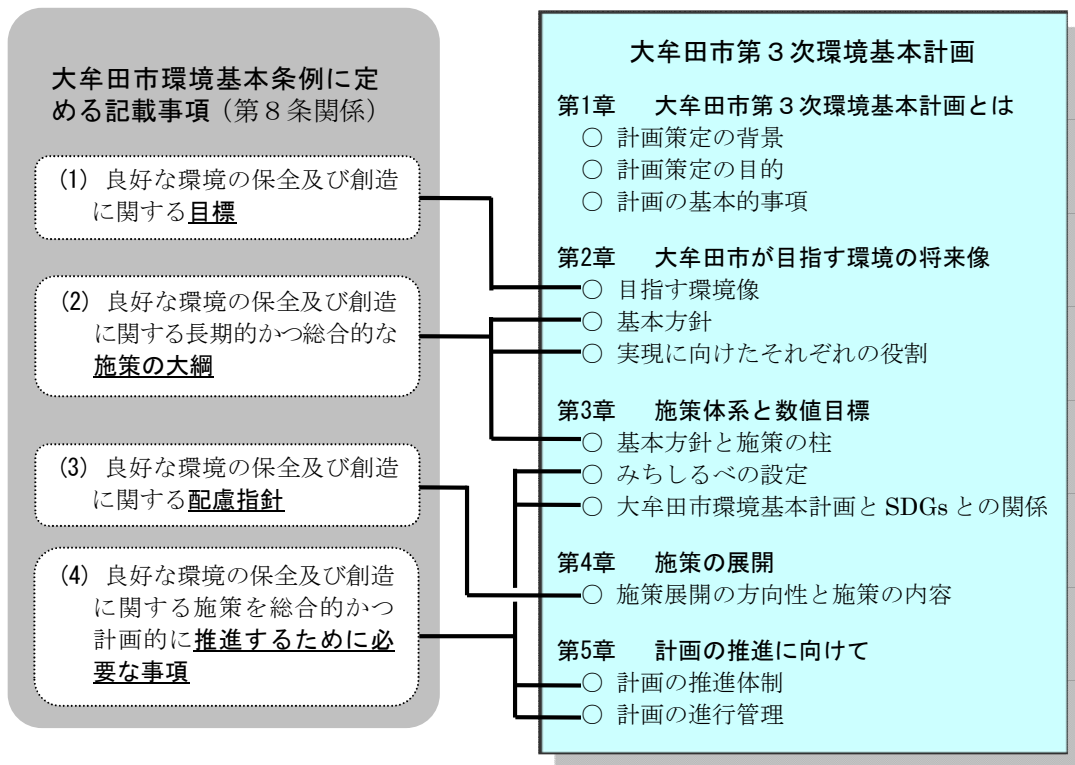 大牟田市環境基本条例に定
める記載事項（第８条関係）
(1) 良好な環境の保全及び創造
に関する目標
(2) 良好な環境の保全及び創造
に関する長期的かつ総合的な
施策の大綱
(3) 良好な環境の保全及び創造
に関する配慮指針
(4) 良好な環境の保全及び創造
に関する施策を総合的かつ
計画的に推進するために必
要な事項
大牟田市第３次環境基本計画
第1章 大牟田市第３次環境基本計画とは
○ 計画策定の背景
○ 計画策定の目的
○ 計画の基本的事項
第2章 大牟田市が目指す環境の将来像
○ 目指す環境像
○ 基本方針
○ 実現に向けたそれぞれの役割
第3章 施策体系と数値目標
○ 基本方針と施策の柱
○ みちしるべの設定
○ 大牟田市環境基本計画と SDGs との関係
第4章 施策の展開
○ 施策展開の方向性と施策の内容
第5章 計画の推進に向けて
○ 計画の推進体制
○ 計画の進行管理